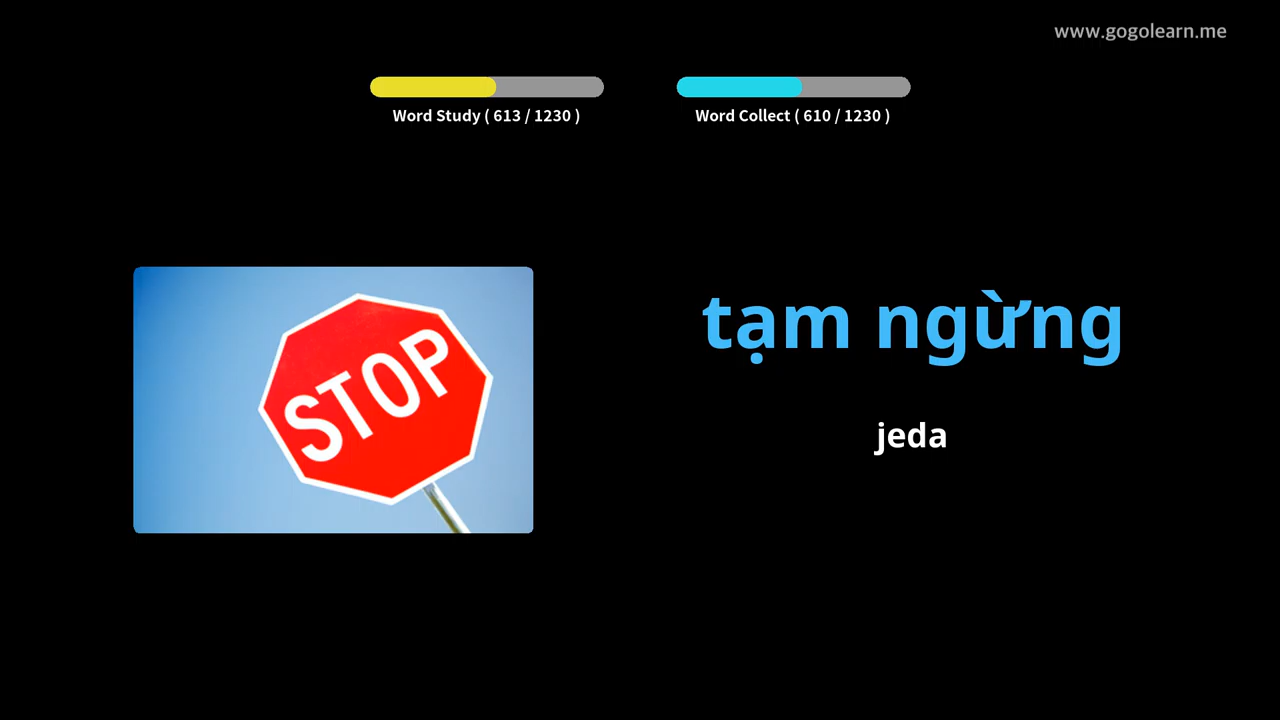 www.gogolearn.me
Word Study ( 613 / 1230 )
Word Collect ( 610 / 1230 )
STOP
tạm ngừng
jeda